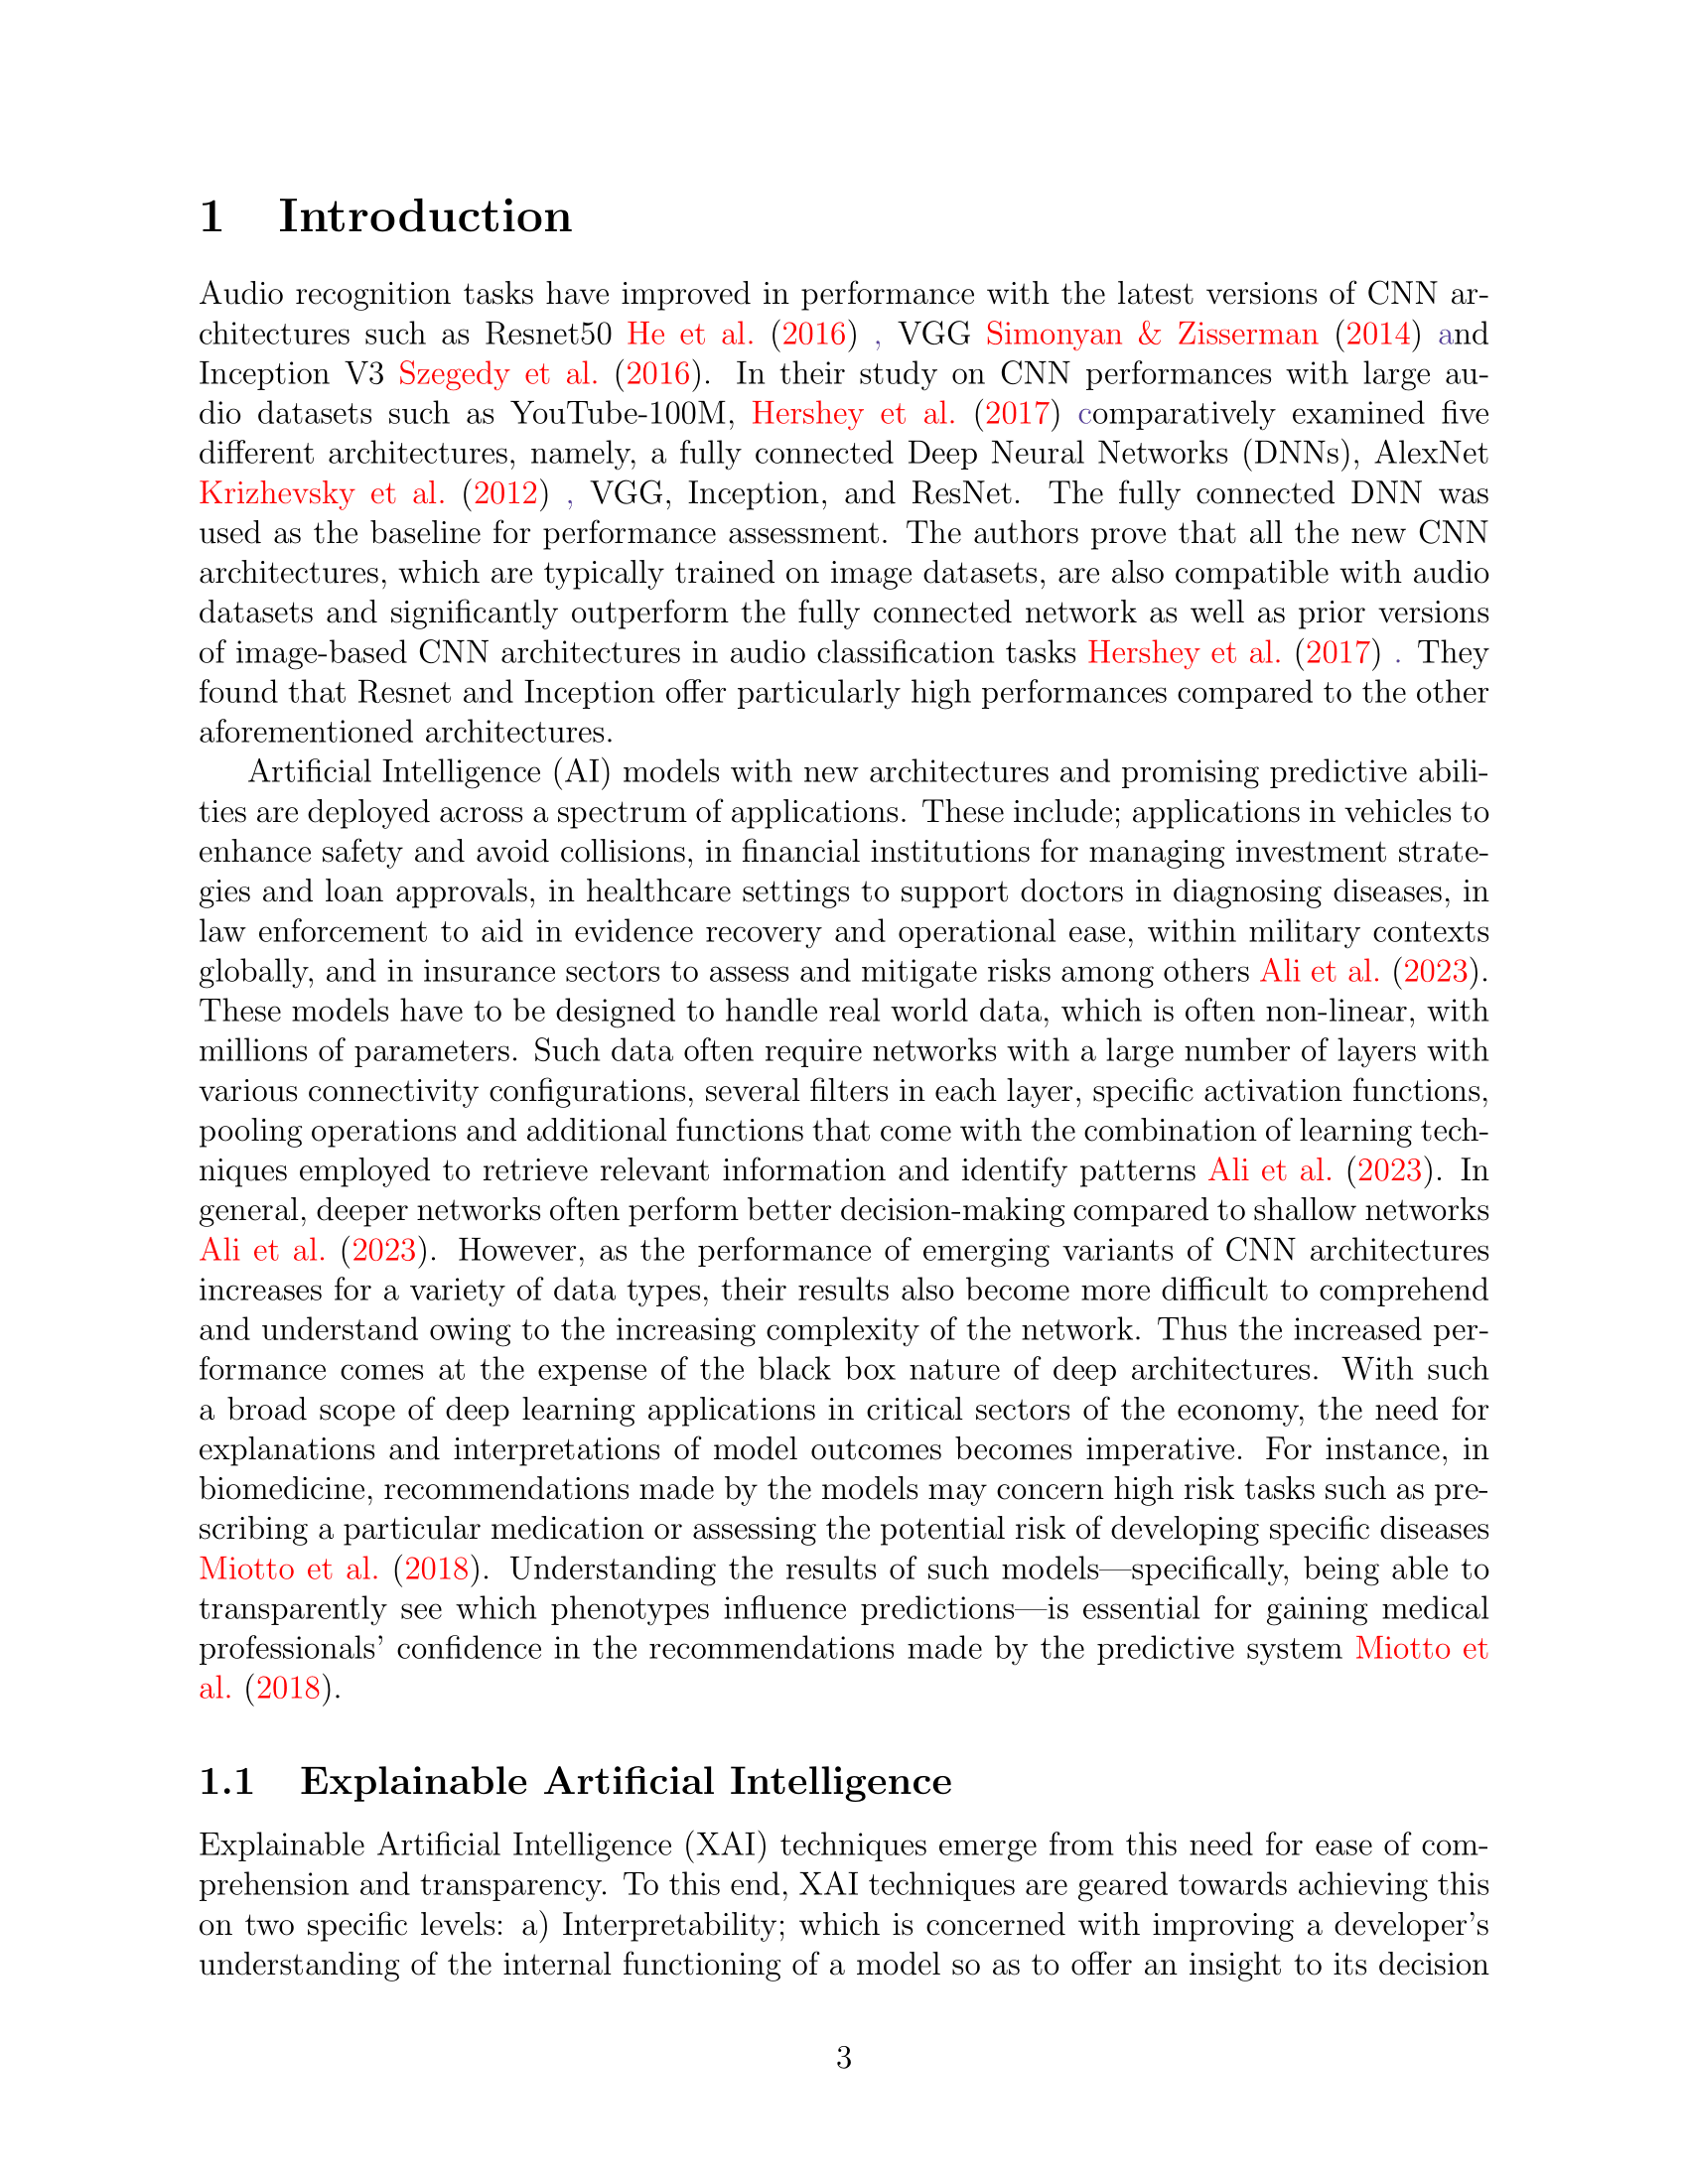 1 Introduction
Audio recognition tasks have improved in performance with the latest versions of CNN ar-
chitectures such as Resnet50 He et al. (2016) , VGG Simonyan & Zisserman (2014) and
Inception V3 Szegedy et al. (2016). In their study on CNN performances with large au-
dio datasets such as YouTube-100M, Hershey et al. (2017) comparatively examined five
different architectures, namely, a fully connected Deep Neural Networks (DNNs), AlexNet
Krizhevsky et al. (2012) , VGG, Inception, and ResNet. The fully connected DNN was
used as the baseline for performance assessment. The authors prove that all the new CNN
architectures, which are typically trained on image datasets, are also compatible with audio
datasets and significantly outperform the fully connected network as well as prior versions
of image-based CNN architectures in audio classification tasks Hershey et al. (2017) . They
found that Resnet and Inception offer particularly high performances compared to the other
aforementioned architectures.
Artificial Intelligence (AI) models with new architectures and promising predictive abili-
ties are deployed across a spectrum of applications. These include; applications in vehicles to
enhance safety and avoid collisions, in financial institutions for managing investment strate-
gies and loan approvals, in healthcare settings to support doctors in diagnosing diseases, in
law enforcement to aid in evidence recovery and operational ease, within military contexts
globally, and in insurance sectors to assess and mitigate risks among others Ali et al. (2023).
These models have to be designed to handle real world data, which is often non-linear, with
millions of parameters. Such data often require networks with a large number of layers with
various connectivity configurations, several filters in each layer, specific activation functions,
pooling operations and additional functions that come with the combination of learning tech-
niques employed to retrieve relevant information and identify patterns Ali et al. (2023). In
general, deeper networks often perform better decision-making compared to shallow networks
Ali et al. (2023). However, as the performance of emerging variants of CNN architectures
increases for a variety of data types, their results also become more difficult to comprehend
and understand owing to the increasing complexity of the network. Thus the increased per-
formance comes at the expense of the black box nature of deep architectures. With such
a broad scope of deep learning applications in critical sectors of the economy, the need for
explanations and interpretations of model outcomes becomes imperative. For instance, in
biomedicine, recommendations made by the models may concern high risk tasks such as pre-
scribing a particular medication or assessing the potential risk of developing specific diseases
Miotto et al. (2018). Understanding the results of such models—specifically, being able to
transparently see which phenotypes influence predictions—is essential for gaining medical
professionals' confidence in the recommendations made by the predictive system Miotto et
al. (2018).
1.1 Explainable Artificial Intelligence
Explainable Artificial Intelligence (XAI) techniques emerge from this need for ease of com-
prehension and transparency. To this end, XAI techniques are geared towards achieving this
on two specific levels: a) Interpretability; which is concerned with improving a developer's
understanding of the internal functioning of a model so as to offer an insight to its decision
3